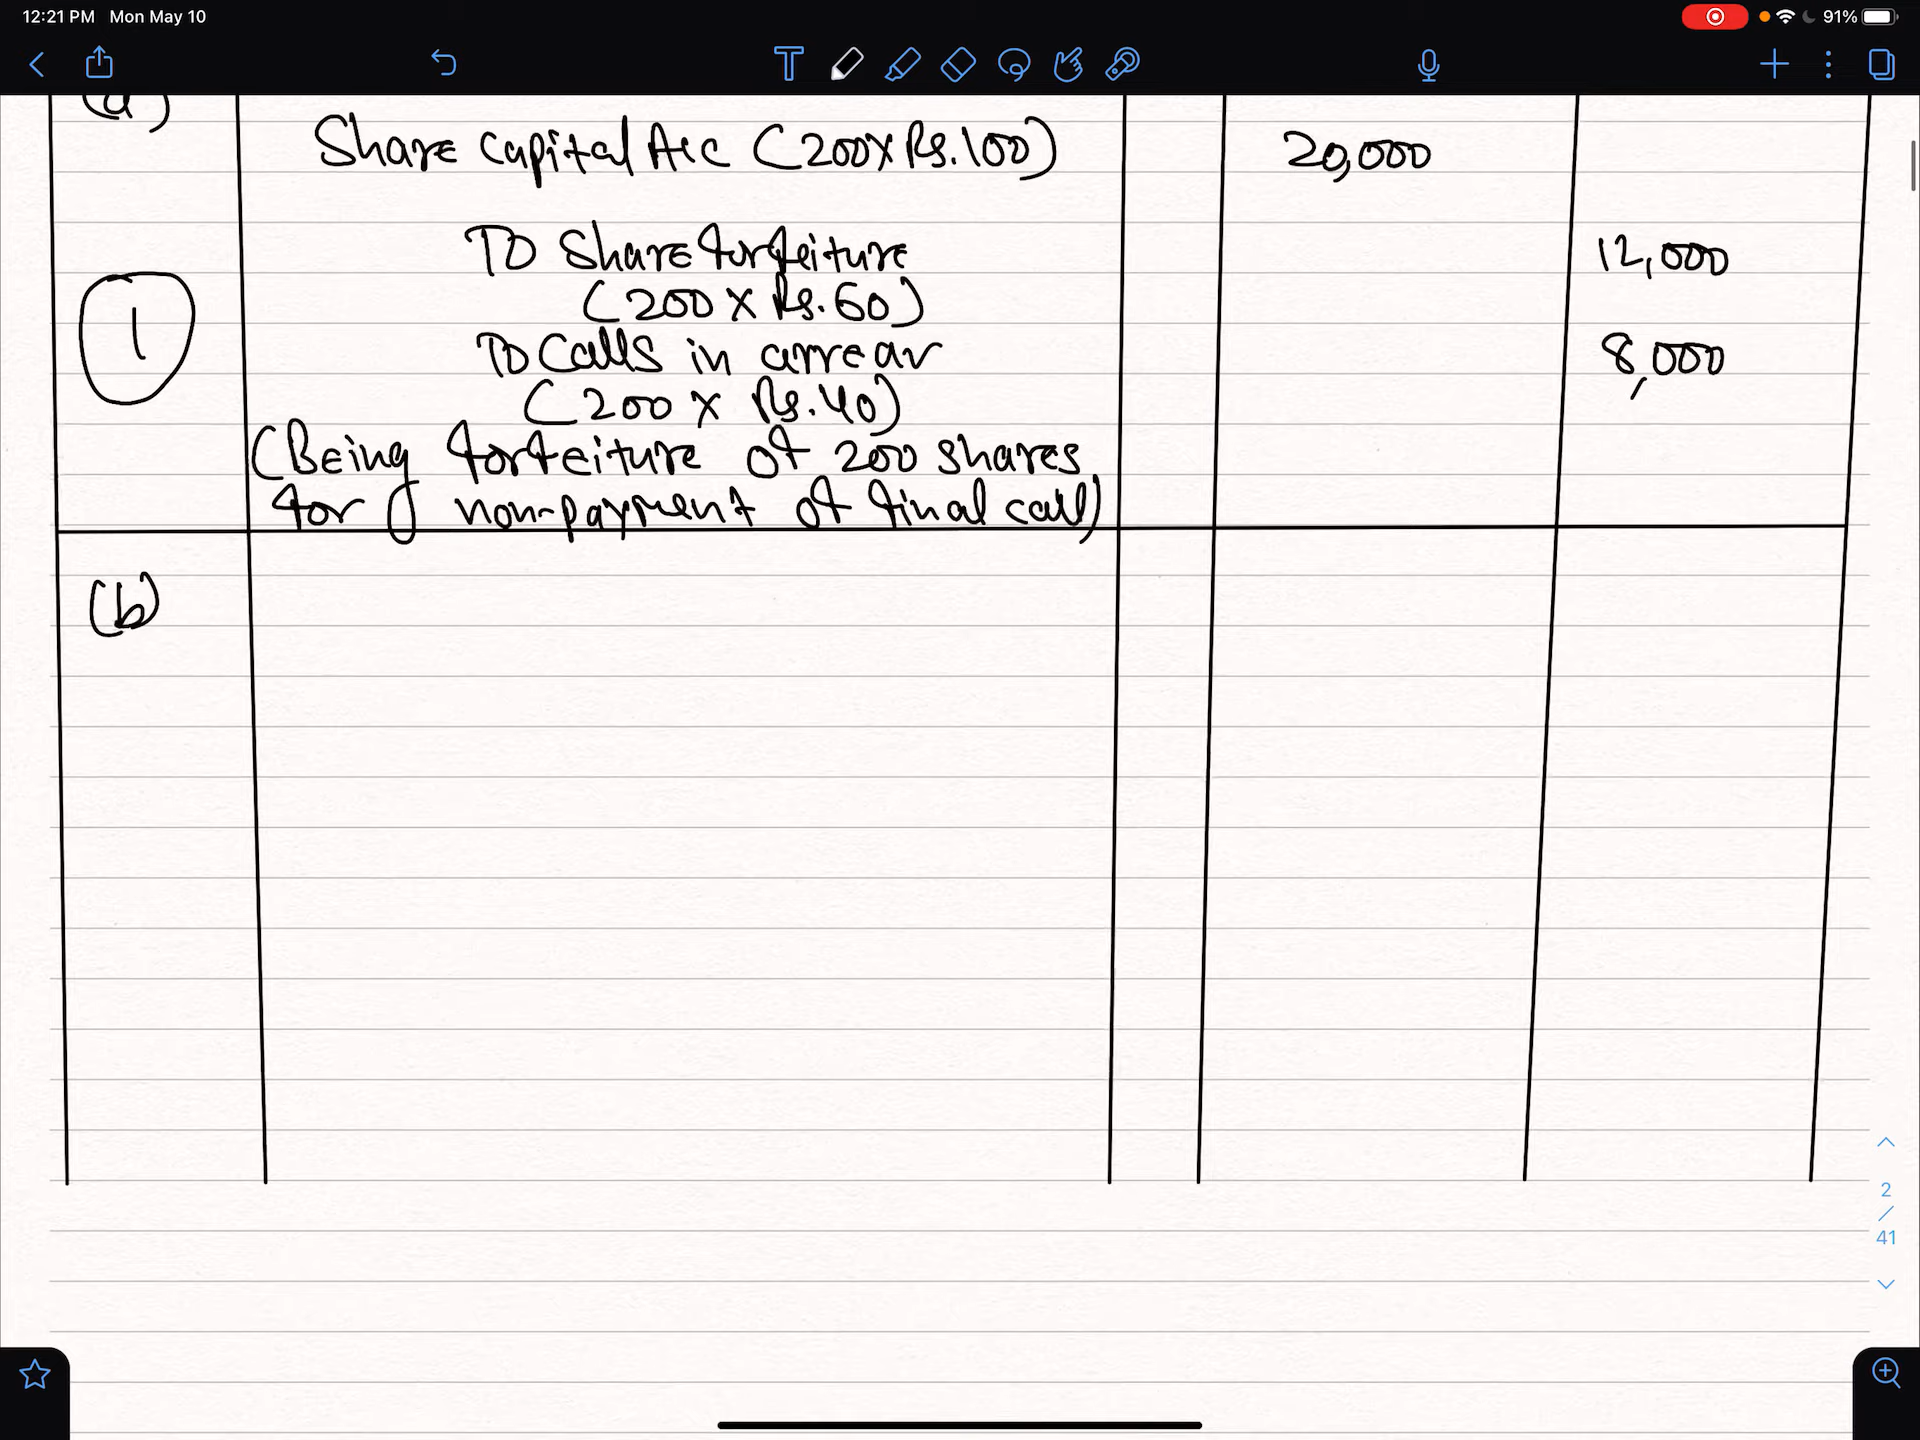 12:21 PM Mon May 10
91%
(a)
Share Capital A/c (200 x Rs.100) 20,000
To Share forfeiture 12,000
(200 x Rs.60)
1
To Calls in arrear 8,000
(200 x Rs.40)
(Being forfeiture of 200 shares
for non-payment of final call)
(b)
2
/
41